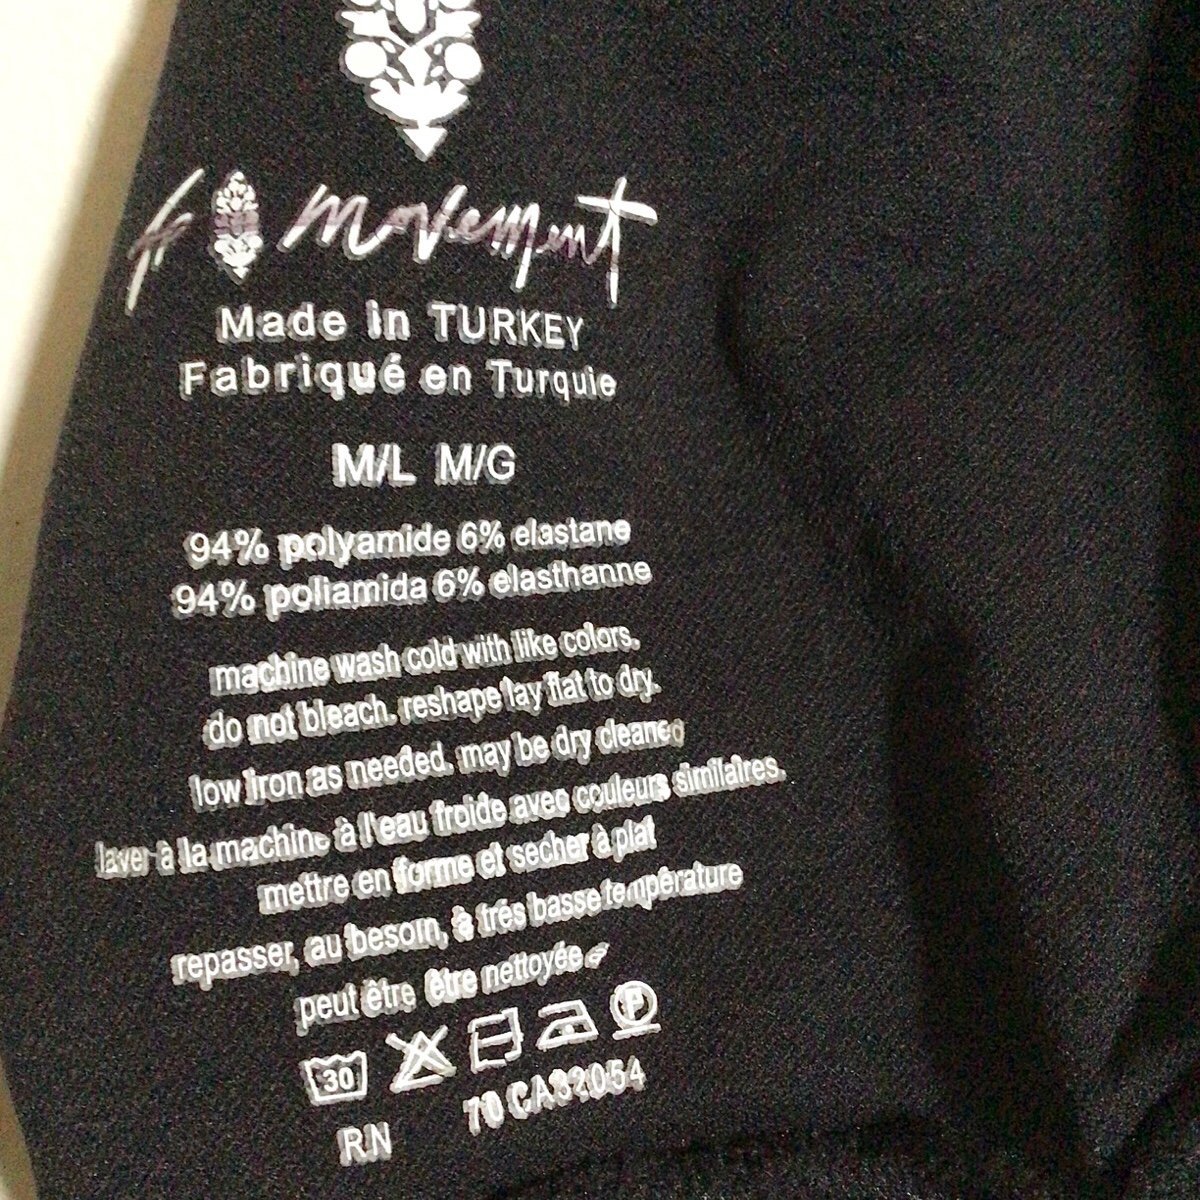 fp movement
Made in TURKEY
Fabriqué en Turquie
M/L M/G
94% polyamide 6% elastane
94% poliamida 6% elasthanne
machine wash cold with like colors.
do not bleach. reshape lay flat to dry.
low iron as needed. may be dry cleaned
laver à la machine à l'eau froide avec couleurs similaires.
mettre en forme et secher à plat
repasser, au besoin, à trés basse température
peut être être nettoyée
30 P
RN 70 CA32054